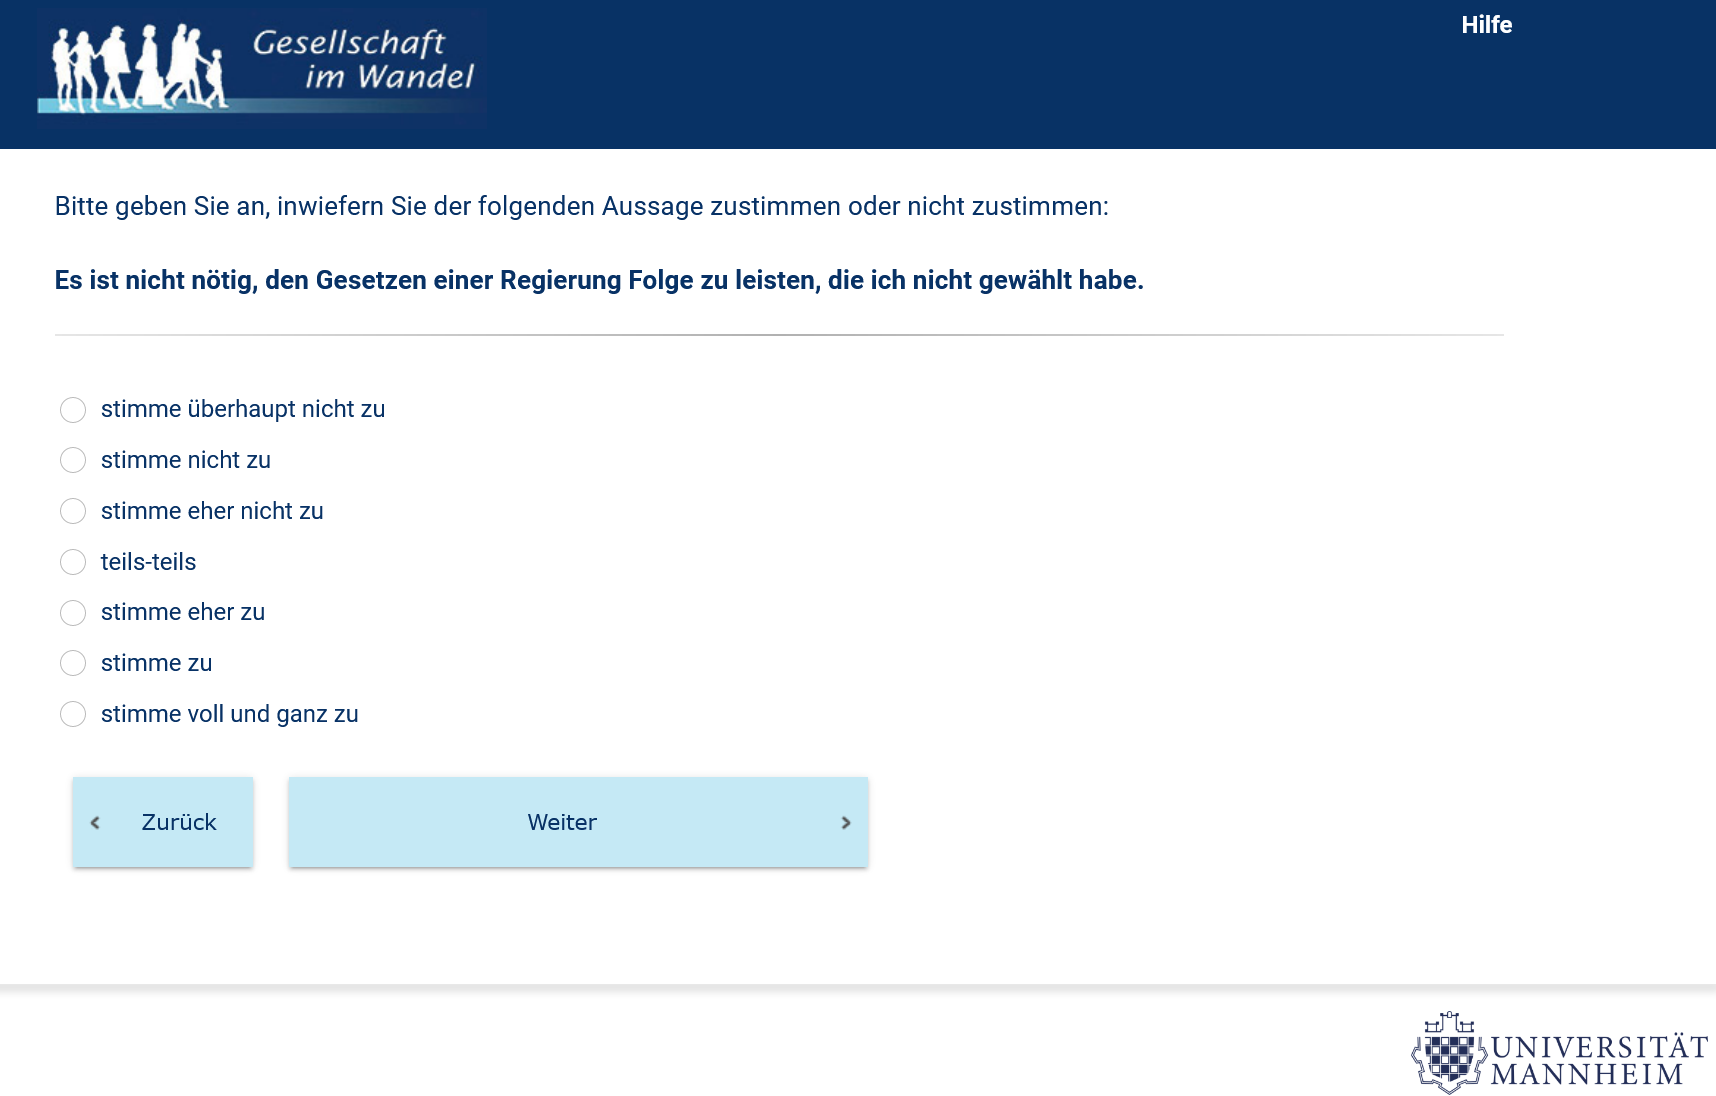 Gesellschaft
im Wandel
Hilfe
Bitte geben Sie an, inwiefern Sie der folgenden Aussage zustimmen oder nicht zustimmen:
Es ist nicht nötig, den Gesetzen einer Regierung Folge zu leisten, die ich nicht gewählt habe.
stimme überhaupt nicht zu
stimme nicht zu
stimme eher nicht zu
teils-teils
stimme eher zu
stimme zu
stimme voll und ganz zu
Zurück
Weiter
UNIVERSITÄT
MANNHEIM